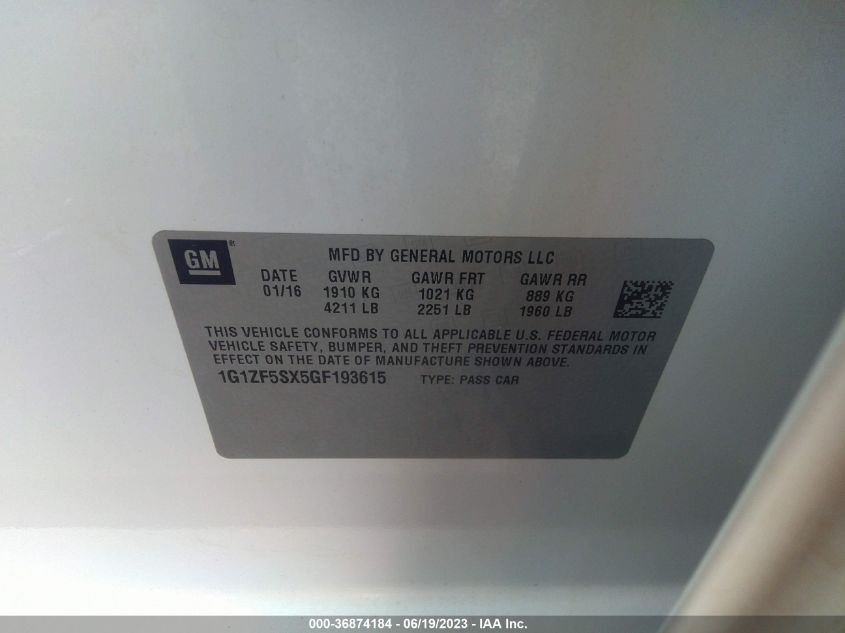 GM
MFD BY GENERAL MOTORS LLC
DATE GVWR GAWR FRT GAWR RR
01/16 1910 KG 1021 KG 889 KG
4211 LB 2251 LB 1960 LB
THIS VEHICLE CONFORMS TO ALL APPLICABLE U.S. FEDERAL MOTOR
VEHICLE SAFETY, BUMPER, AND THEFT PREVENTION STANDARDS IN
EFFECT ON THE DATE OF MANUFACTURE SHOWN ABOVE.
1G1ZF5SX5GF193615 TYPE: PASS CAR
000-36874184 - 06/19/2023 - IAA Inc.